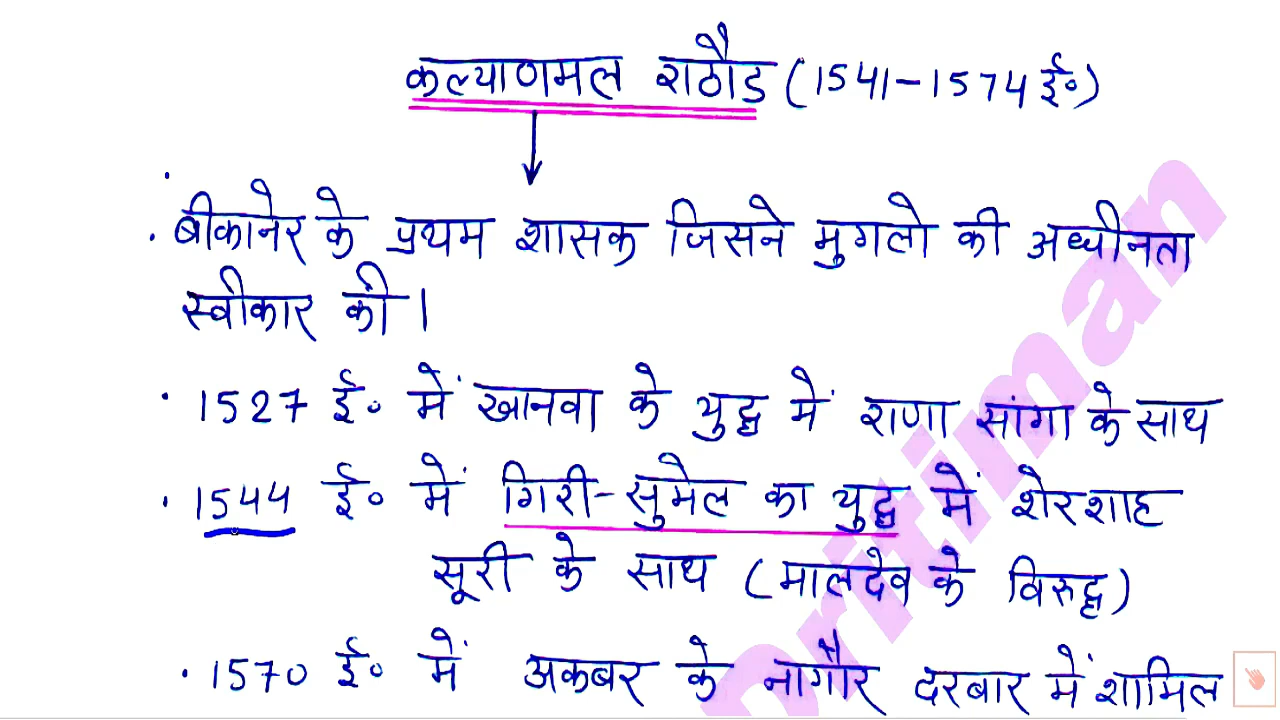 कल्याणमल राठौड (1541-1574 ई०)
. बीकानेर के प्रथम शासक जिसने मुगलो की अधीनता
स्वीकार की।
. 1527 ई० में खानवा के युद्ध में राणा सांगा के साथ
. 1544 ई० में गिरी-सुमेल का युद्ध में शेरशाह
सूरी के साथ (मालदेव के विरुद्ध)
. 1570 ई० में अकबर के नागौर दरबार में शामिल